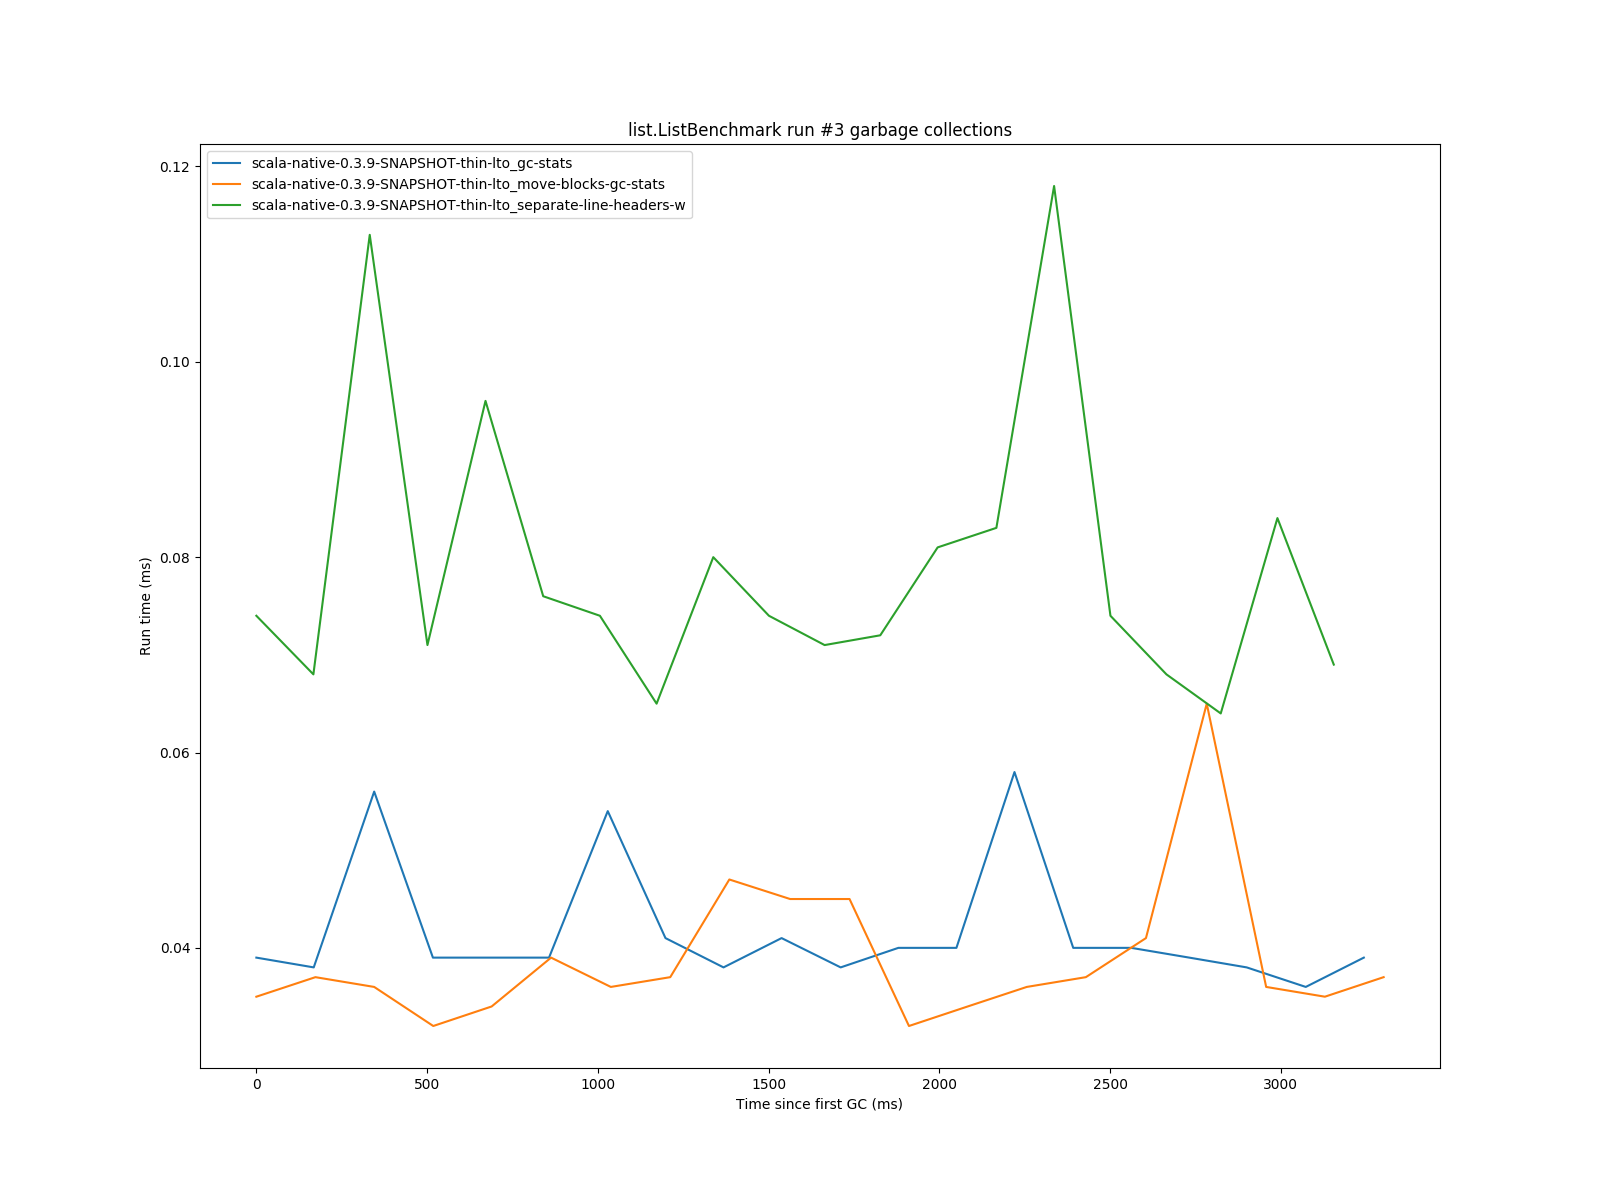 list.ListBenchmark run #3 garbage collections
scala-native-0.3.9-SNAPSHOT-thin-lto_gc-stats
scala-native-0.3.9-SNAPSHOT-thin-lto_move-blocks-gc-stats
scala-native-0.3.9-SNAPSHOT-thin-lto_separate-line-headers-w
0.12
0.10
0.08
0.06
0.04
Run time (ms)
0 500 1000 1500 2000 2500 3000
Time since first GC (ms)